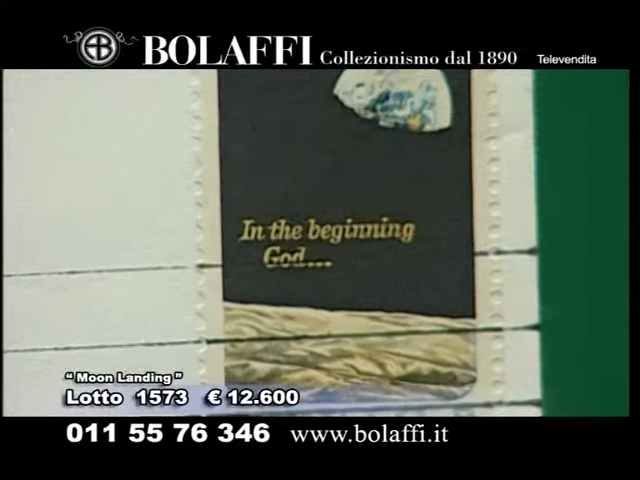 BOLAFFI Collezionismo dal 1890 Televendita
In the beginning
God...
“ Moon Landing ”
Lotto 1573 € 12.600
011 55 76 346 www.bolaffi.it